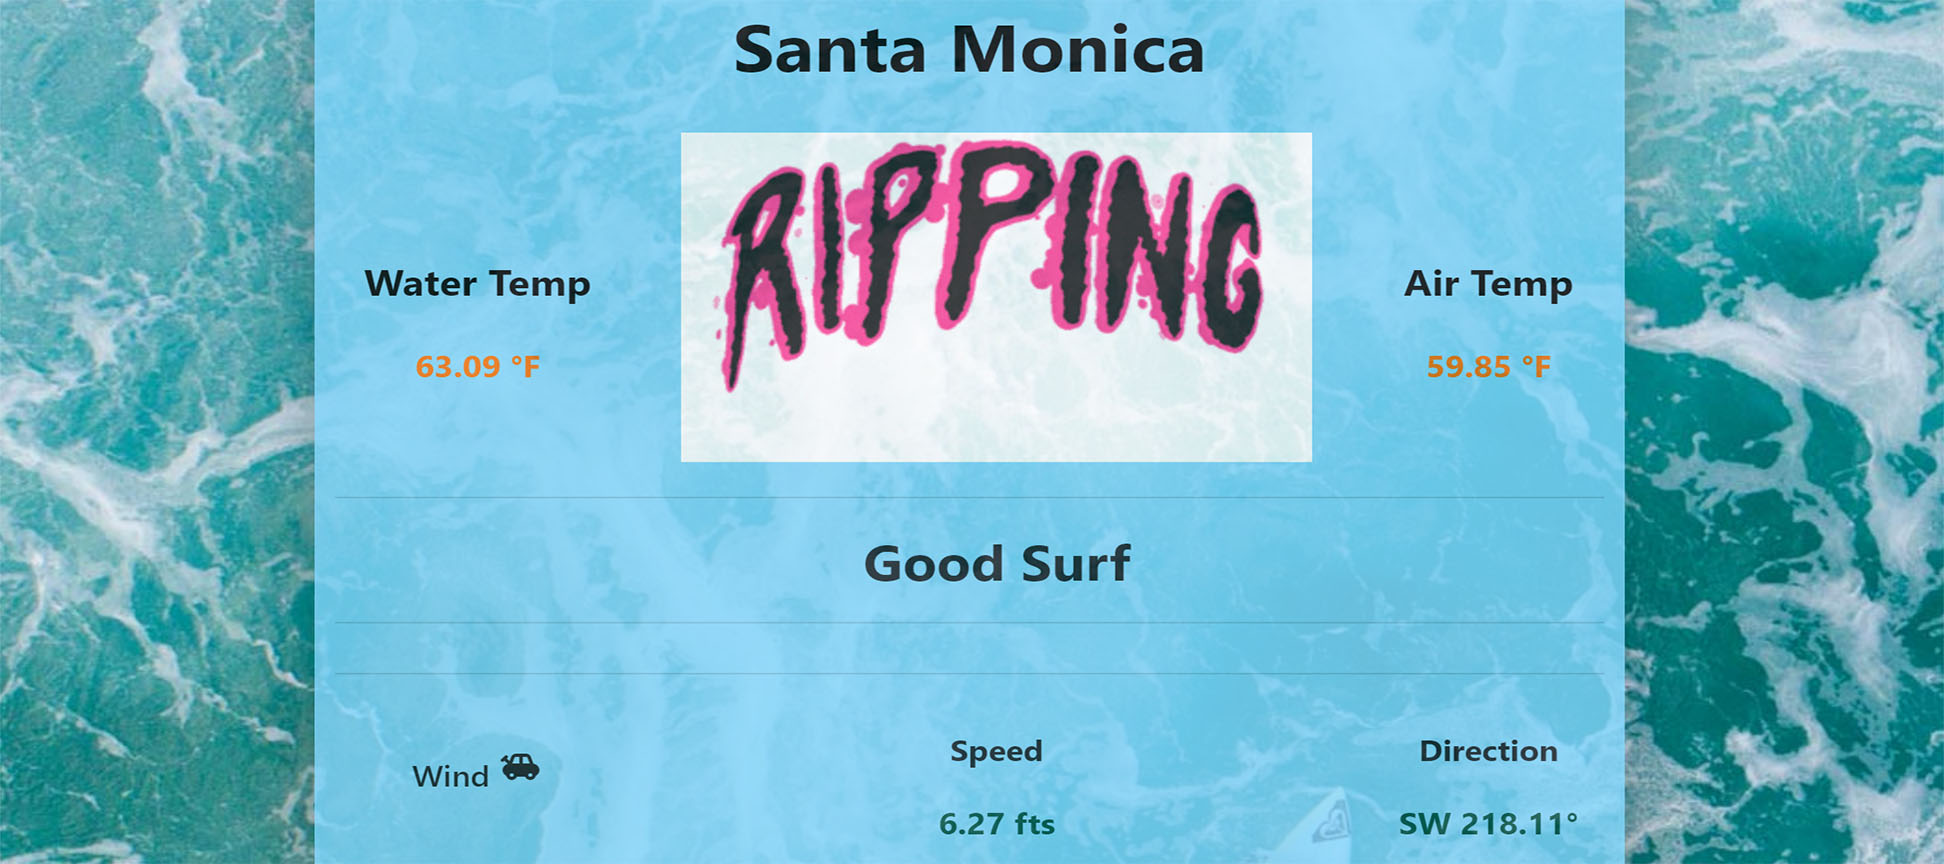 Santa Monica
RIPPING
Water Temp
63.09 °F
Air Temp
59.85 °F
Good Surf
Wind
Speed
6.27 fts
Direction
SW 218.11°